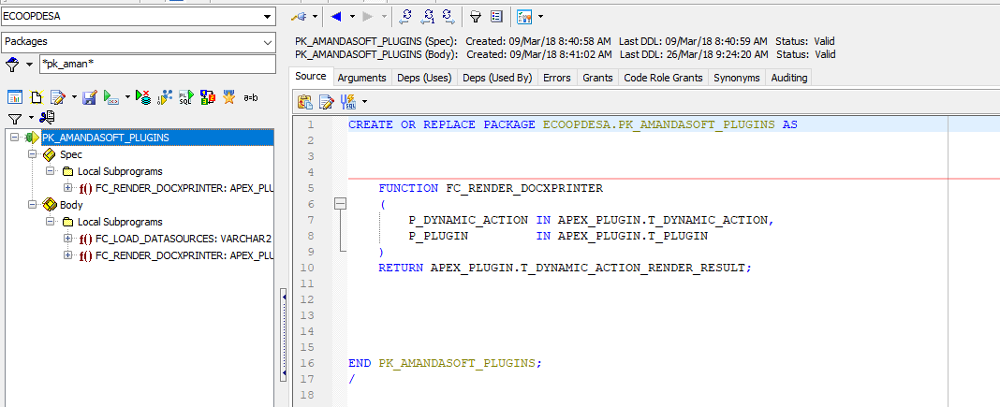 ECOOPDESA
Packages
*pk_aman*
a=b
PK_AMANDASOFT_PLUGINS
Spec
Local Subprograms
f() FC_RENDER_DOCXPRINTER: APEX_PLU
Body
Local Subprograms
f() FC_LOAD_DATASOURCES: VARCHAR2
f() FC_RENDER_DOCXPRINTER: APEX_PLU
PK_AMANDASOFT_PLUGINS (Spec): Created: 09/Mar/18 8:40:58 AM Last DDL: 09/Mar/18 8:40:59 AM Status: Valid
PK_AMANDASOFT_PLUGINS (Body): Created: 09/Mar/18 8:41:02 AM Last DDL: 26/Mar/18 9:24:20 AM Status: Valid
Source Arguments Deps (Uses) Deps (Used By) Errors Grants Code Role Grants Synonyms Auditing
1 CREATE OR REPLACE PACKAGE ECOOPDESA.PK_AMANDASOFT_PLUGINS AS
2
3
4
5 FUNCTION FC_RENDER_DOCXPRINTER
6 (
7 P_DYNAMIC_ACTION IN APEX_PLUGIN.T_DYNAMIC_ACTION,
8 P_PLUGIN IN APEX_PLUGIN.T_PLUGIN
9 )
10 RETURN APEX_PLUGIN.T_DYNAMIC_ACTION_RENDER_RESULT;
11
12
13
14
15
16 END PK_AMANDASOFT_PLUGINS;
17 /
18